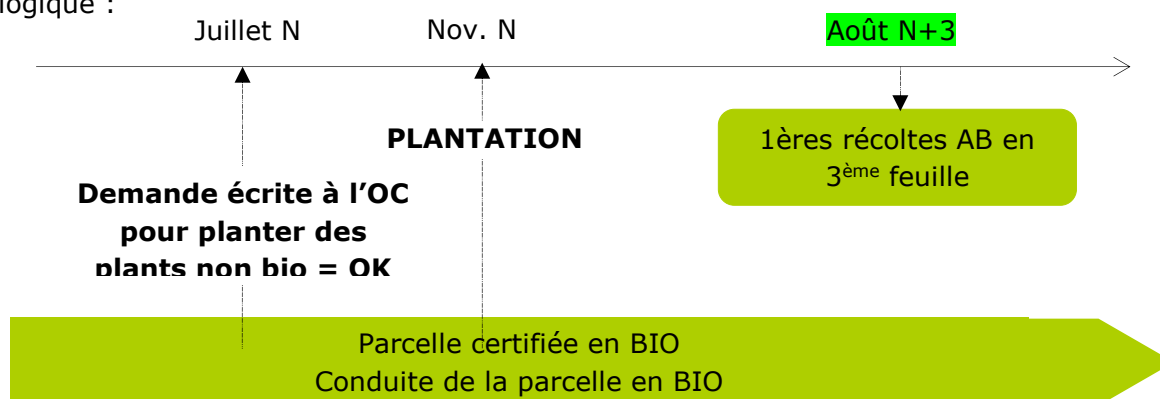 logique :
Juillet N
Nov. N
Août N+3
PLANTATION
1ères récoltes AB en
3ème feuille
Demande écrite à l'OC
pour planter des
plants non bio = OK
Parcelle certifiée en BIO
Conduite de la parcelle en BIO